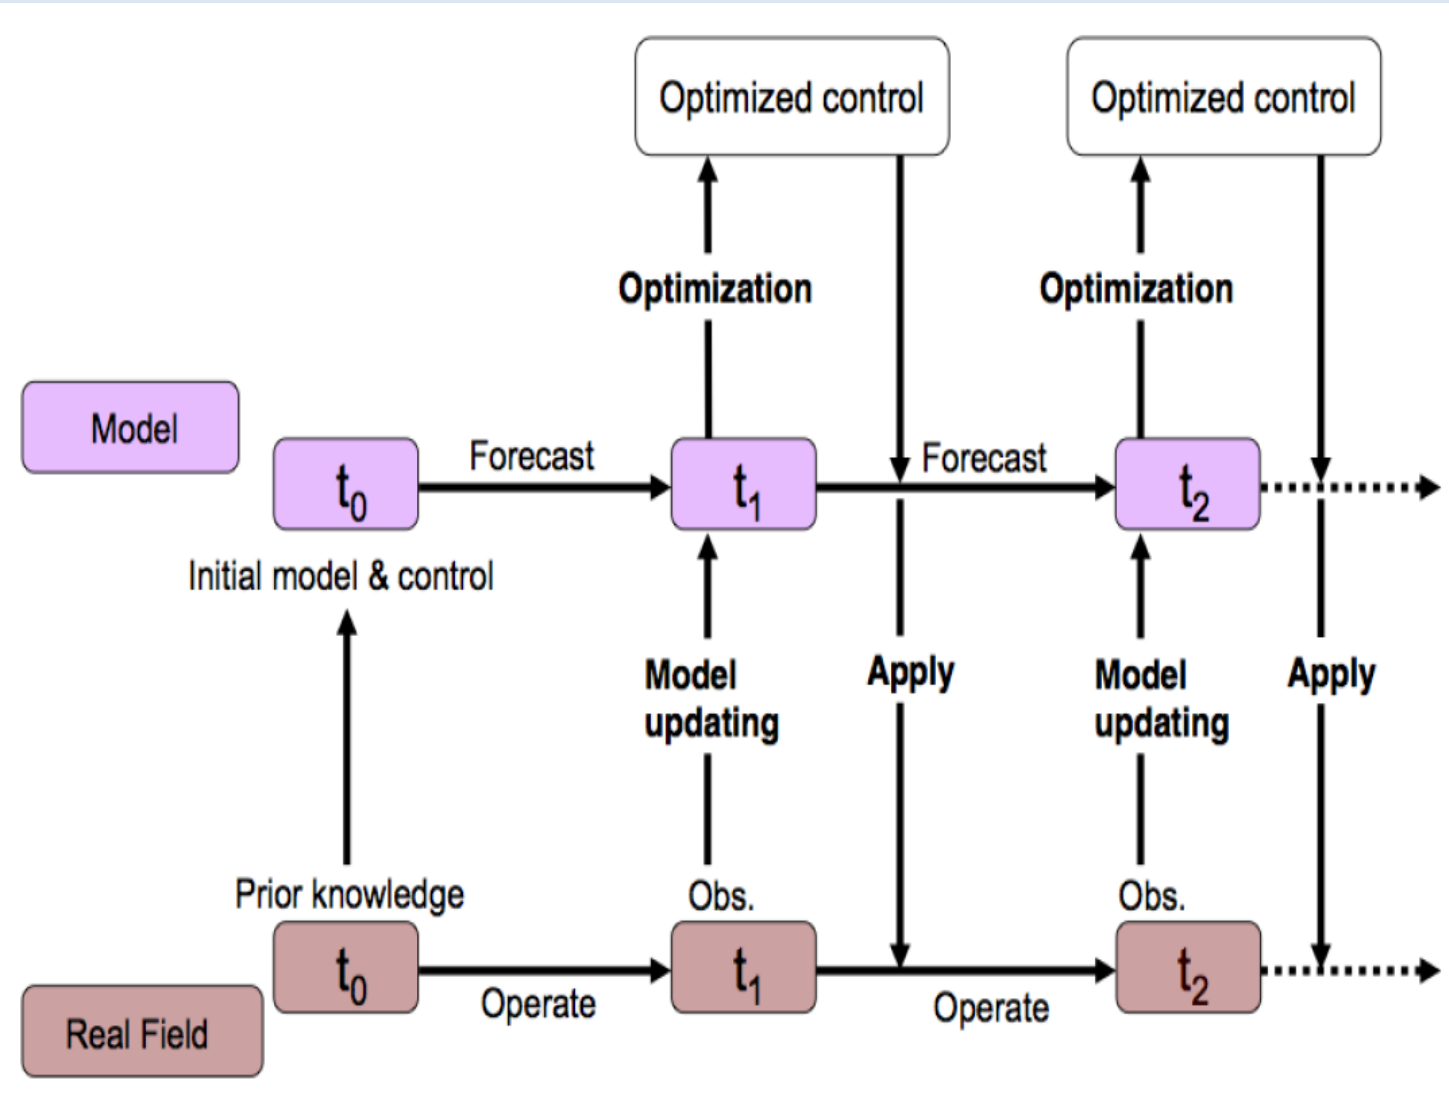 Optimized control
Optimized control
Optimization
Optimization
Model
Forecast
Forecast
t0
t1
t2
Initial model & control
Model
updating
Apply
Model
updating
Apply
Prior knowledge
Obs.
Obs.
t0
t1
t2
Operate
Operate
Real Field